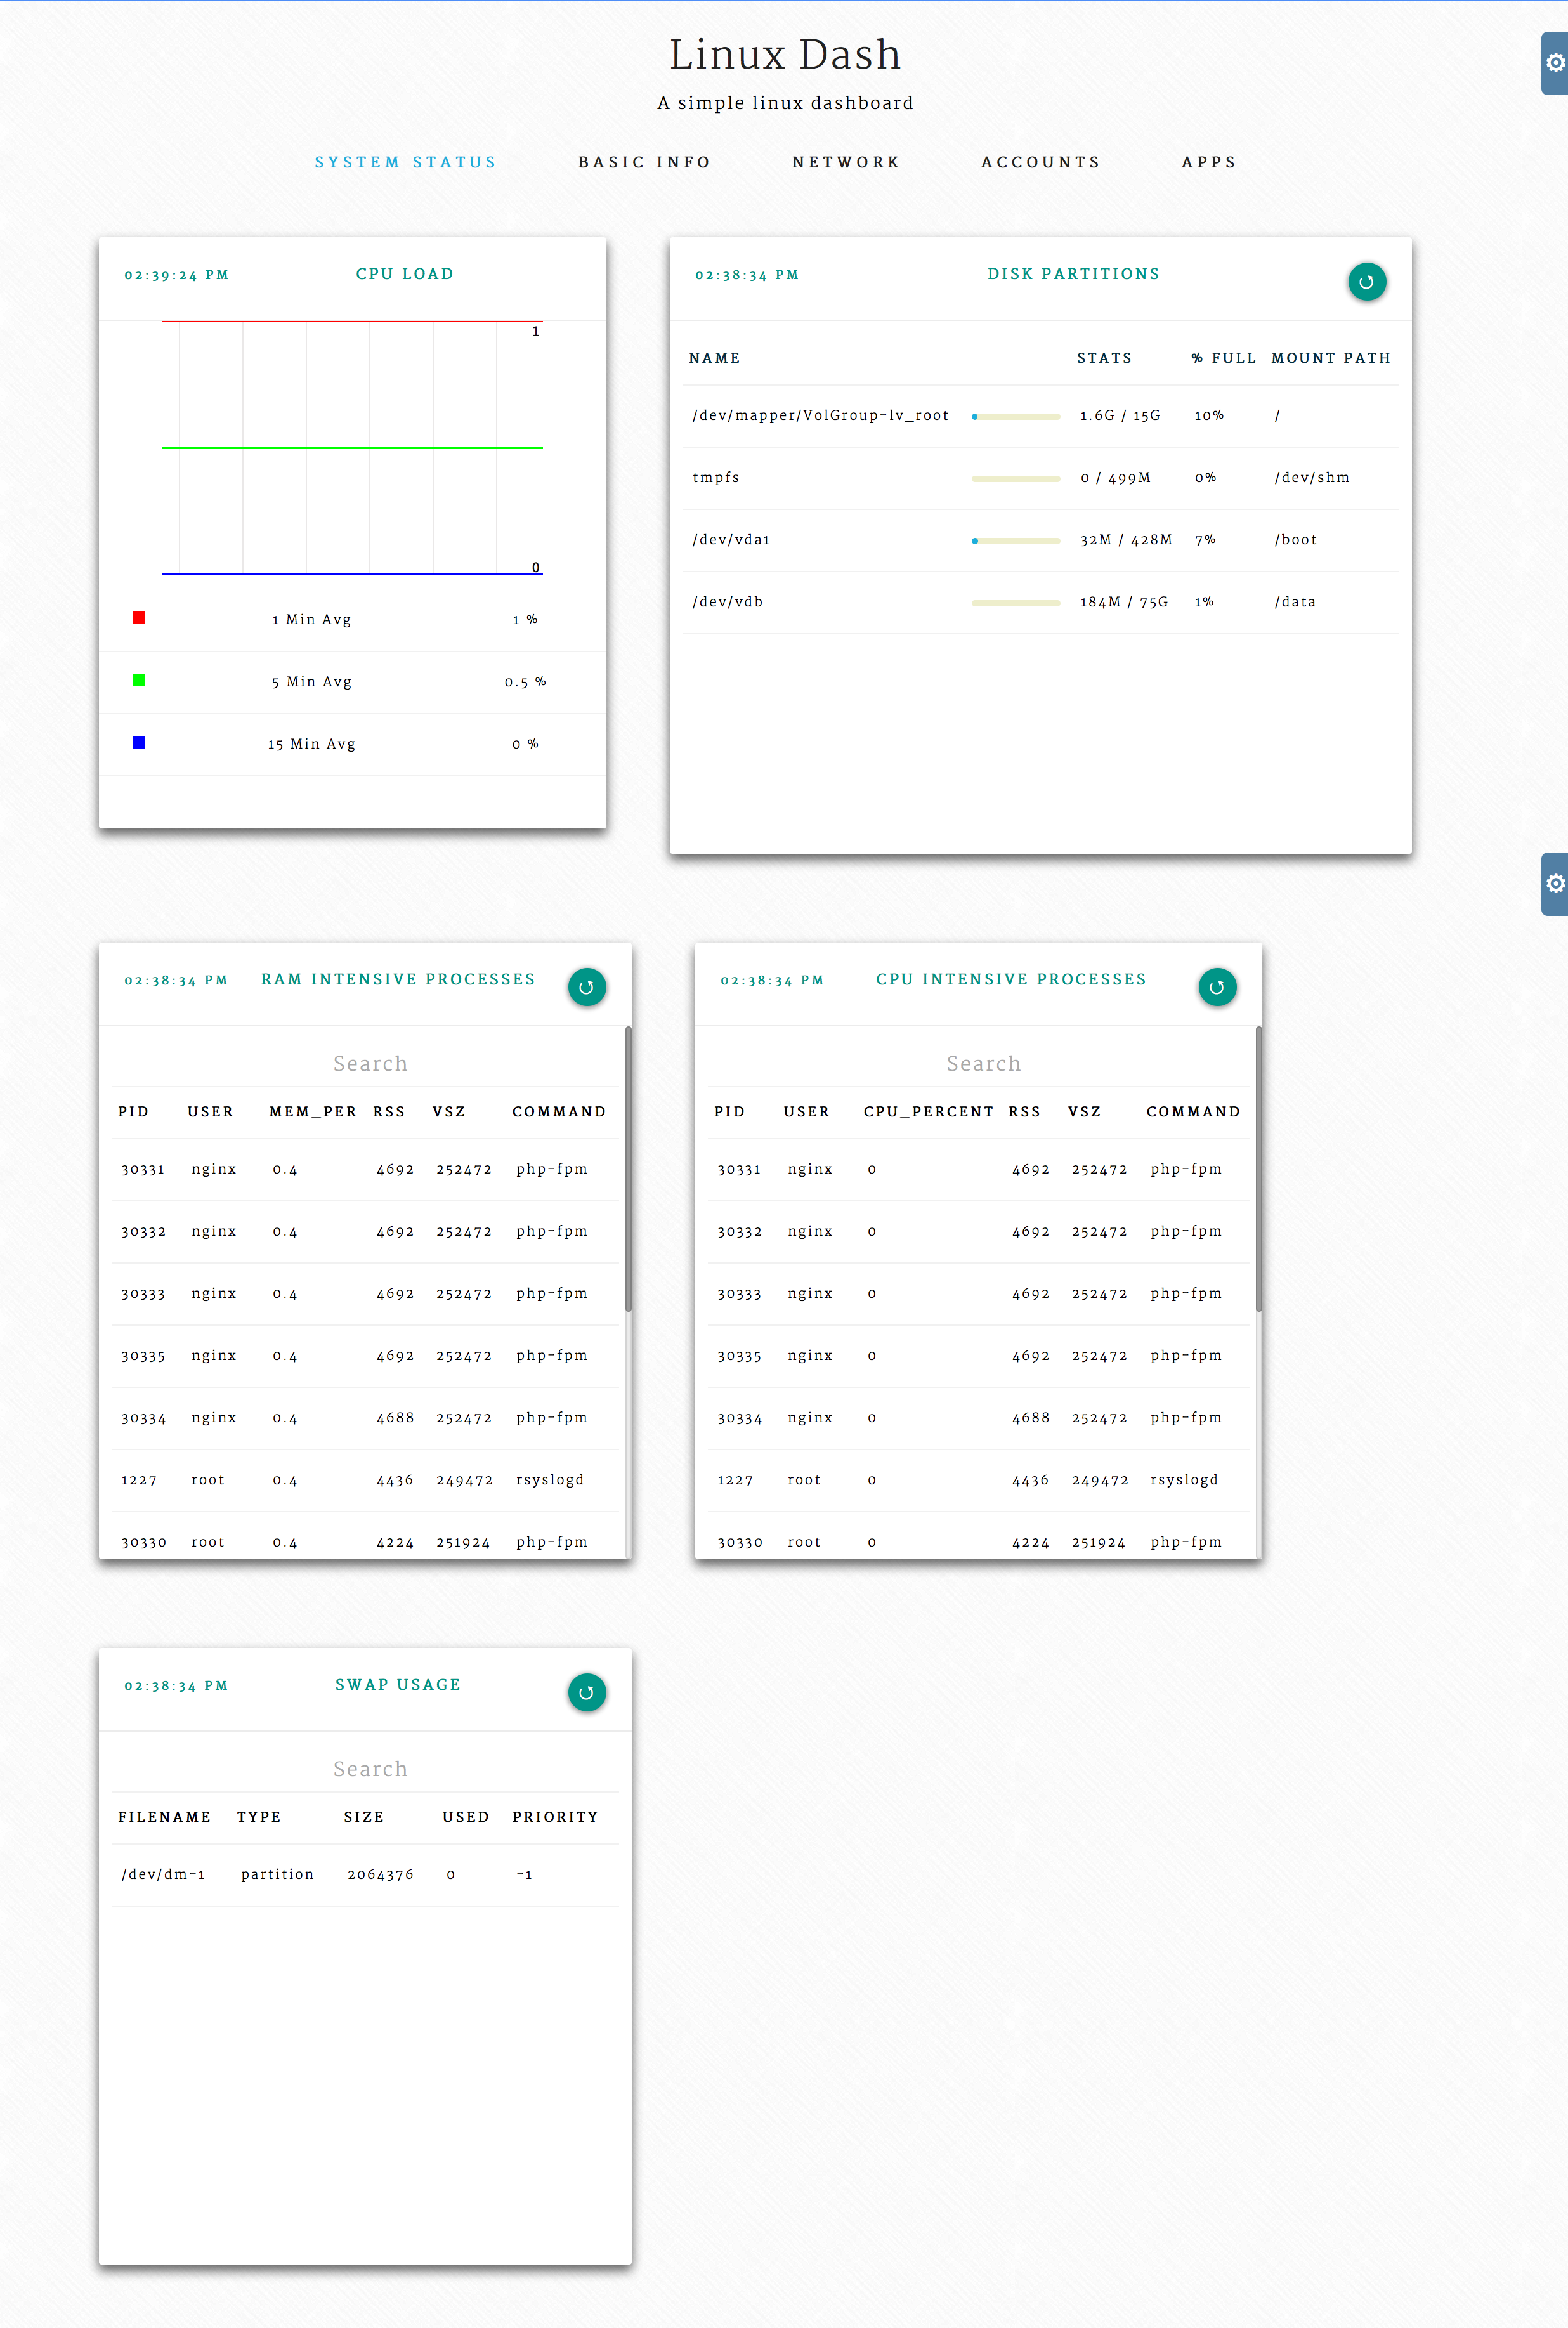 Linux Dash
A simple linux dashboard
SYSTEM STATUS BASIC INFO NETWORK ACCOUNTS APPS
02:39:24 PM CPU LOAD
1
0
1 Min Avg 1 %
5 Min Avg 0.5 %
15 Min Avg 0 %
02:38:34 PM DISK PARTITIONS
NAME STATS % FULL MOUNT PATH
/dev/mapper/VolGroup-lv_root 1.6G / 15G 10% /
tmpfs 0 / 499M 0% /dev/shm
/dev/vda1 32M / 428M 7% /boot
/dev/vdb 184M / 75G 1% /data
02:38:34 PM RAM INTENSIVE PROCESSES
Search
PID USER MEM_PER RSS VSZ COMMAND
30331 nginx 0.4 4692 252472 php-fpm
30332 nginx 0.4 4692 252472 php-fpm
30333 nginx 0.4 4692 252472 php-fpm
30335 nginx 0.4 4692 252472 php-fpm
30334 nginx 0.4 4688 252472 php-fpm
1227 root 0.4 4436 249472 rsyslogd
30330 root 0.4 4224 251924 php-fpm
02:38:34 PM CPU INTENSIVE PROCESSES
Search
PID USER CPU_PERCENT RSS VSZ COMMAND
30331 nginx 0 4692 252472 php-fpm
30332 nginx 0 4692 252472 php-fpm
30333 nginx 0 4692 252472 php-fpm
30335 nginx 0 4692 252472 php-fpm
30334 nginx 0 4688 252472 php-fpm
1227 root 0 4436 249472 rsyslogd
30330 root 0 4224 251924 php-fpm
02:38:34 PM SWAP USAGE
Search
FILENAME TYPE SIZE USED PRIORITY
/dev/dm-1 partition 2064376 0 -1